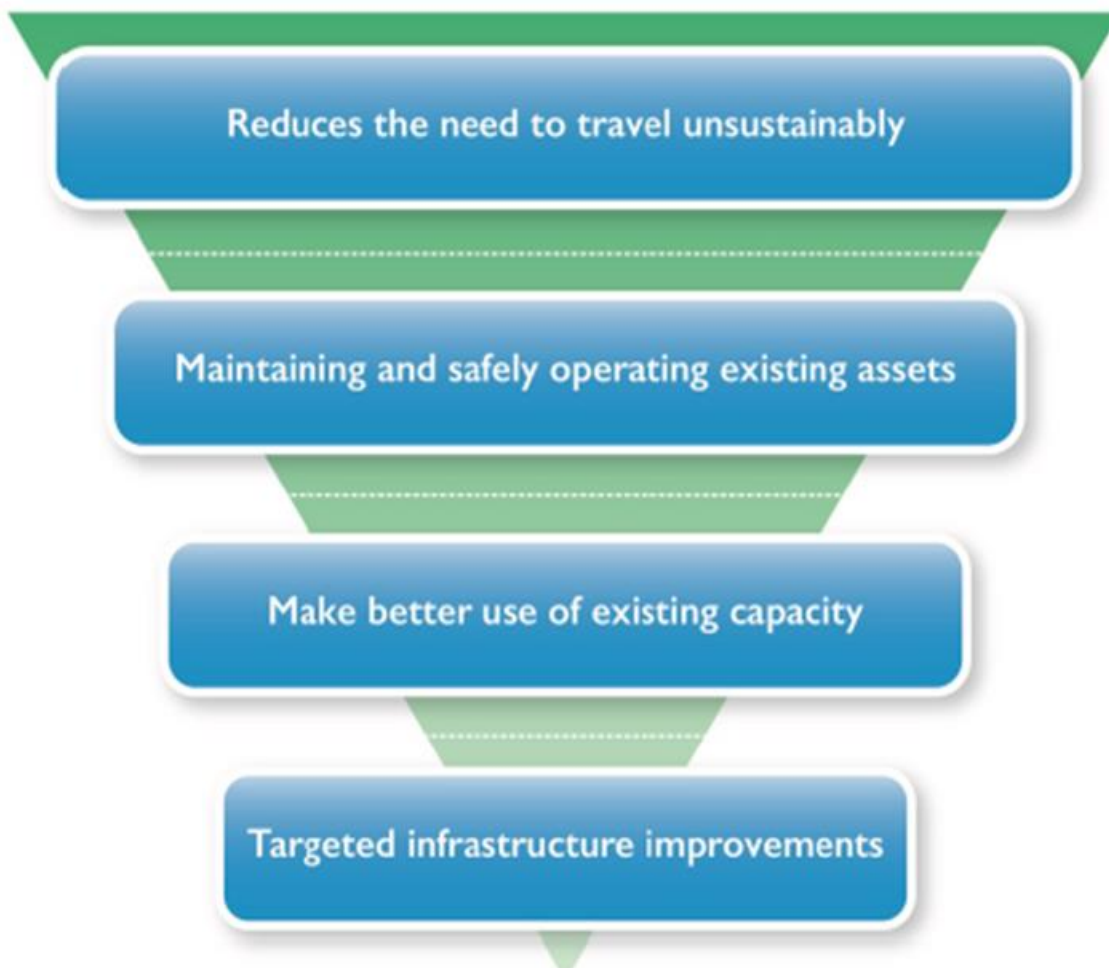 Reduces the need to travel unsustainably
Maintaining and safely operating existing assets
Make better use of existing capacity
Targeted infrastructure improvements